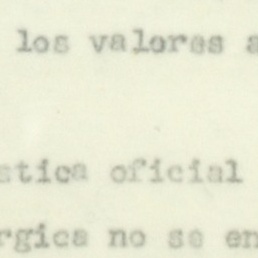 los valores a
stica oficial
rgica no se en